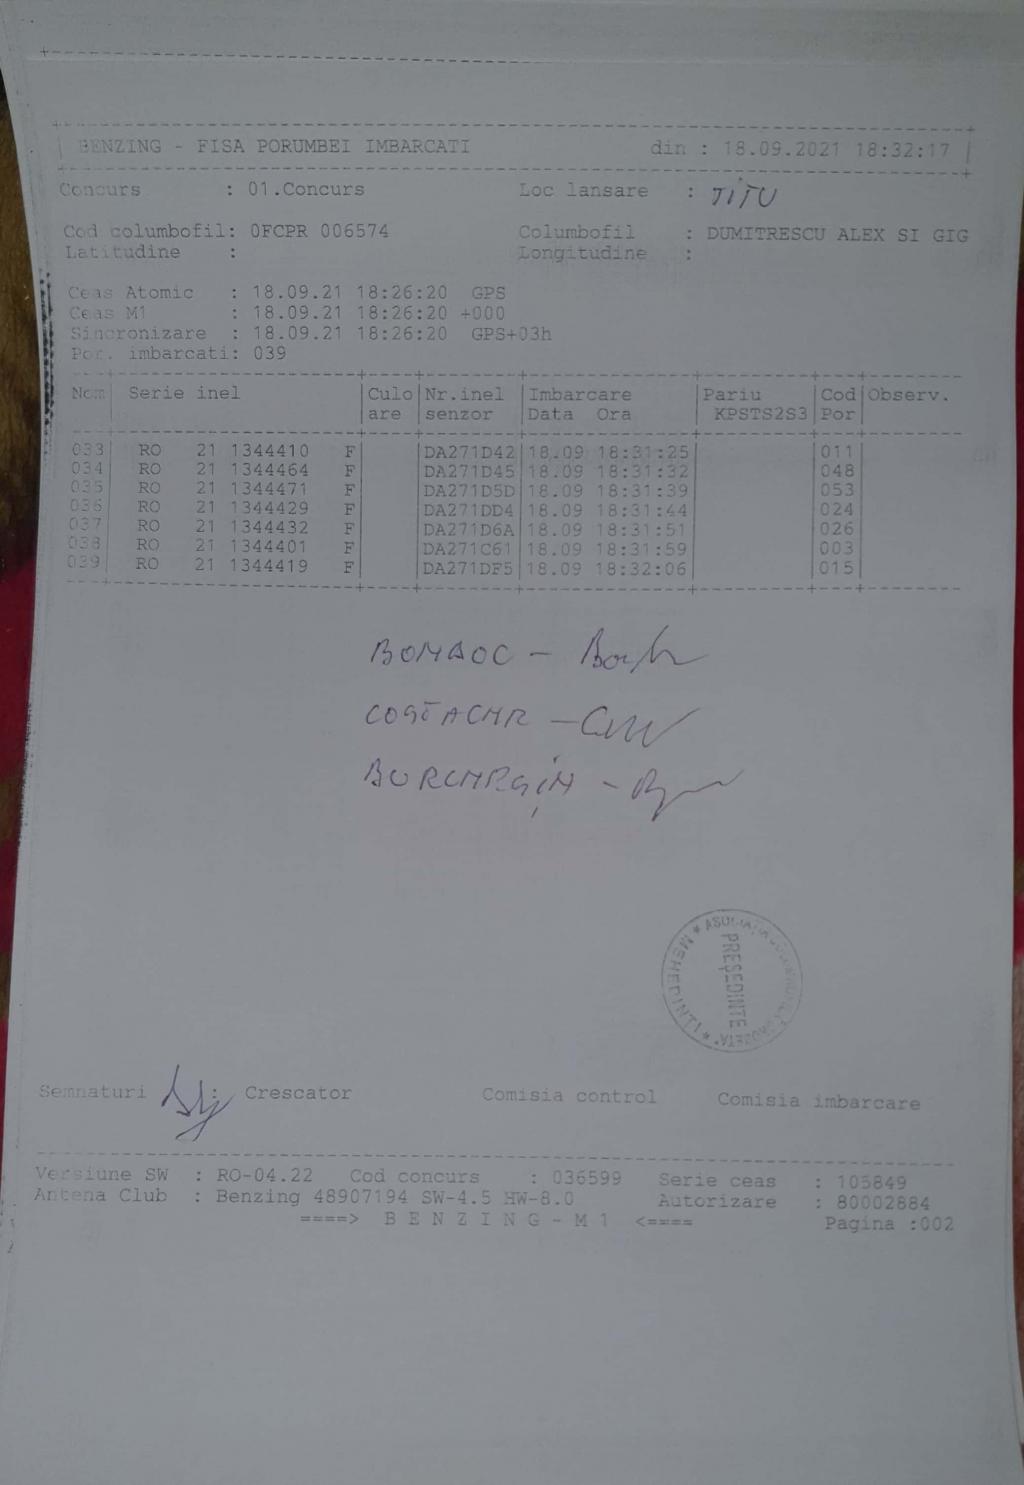 BENZING - FISA PORUMBEI IMBARCATI din : 18.09.2021 18:32:17
Concurs : 01.Concurs Loc lansare : TITU
Cod columbofil: 0FCPR 006574 Columbofil : DUMITRESCU ALEX SI GIG
Latitudine : Longitudine :
Ceas Atomic : 18.09.21 18:26:20 GPS
Ceas M1 : 18.09.21 18:26:20 +000
Sincronizare : 18.09.21 18:26:20 GPS+03h
Por. imbarcati: 039
Nom Serie inel Culo Nr.inel Imbarcare Pariu Cod Observ.
are senzor Data Ora KPSTS2S3 Por
033 RO 21 1344410 F DA271D42 18.09 18:31:25 011
034 RO 21 1344464 F DA271D45 18.09 18:31:32 048
035 RO 21 1344471 F DA271D5D 18.09 18:31:39 053
036 RO 21 1344429 F DA271DD4 18.09 18:31:44 024
037 RO 21 1344432 F DA271D6A 18.09 18:31:51 026
038 RO 21 1344401 F DA271C61 18.09 18:31:59 003
039 RO 21 1344419 F DA271DF5 18.09 18:32:06 015
PREȘEDINTE
MEHEDINTI
Semnaturi : Crescator Comisia control Comisia imbarcare
Versiune SW : RO-04.22 Cod concurs : 036599 Serie ceas : 105849
Antena Club : Benzing 48907194 SW-4.5 HW-8.0 Autorizare : 80002884
====> B E N Z I N G - M 1 <==== Pagina :002